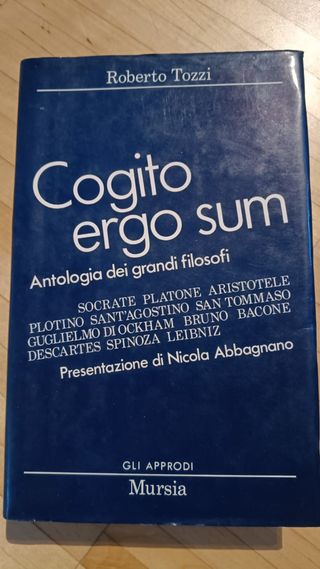 Roberto Tozzi
Cogito
ergo sum
Antologia dei grandi filosofi
SOCRATE PLATONE ARISTOTELE
PLOTINO SANT'AGOSTINO SAN TOMMASO
GUGLIELMO DI OCKHAM BRUNO BACONE
DESCARTES SPINOZA LEIBNIZ
Presentazione di Nicola Abbagnano
GLI APPRODI
Mursia